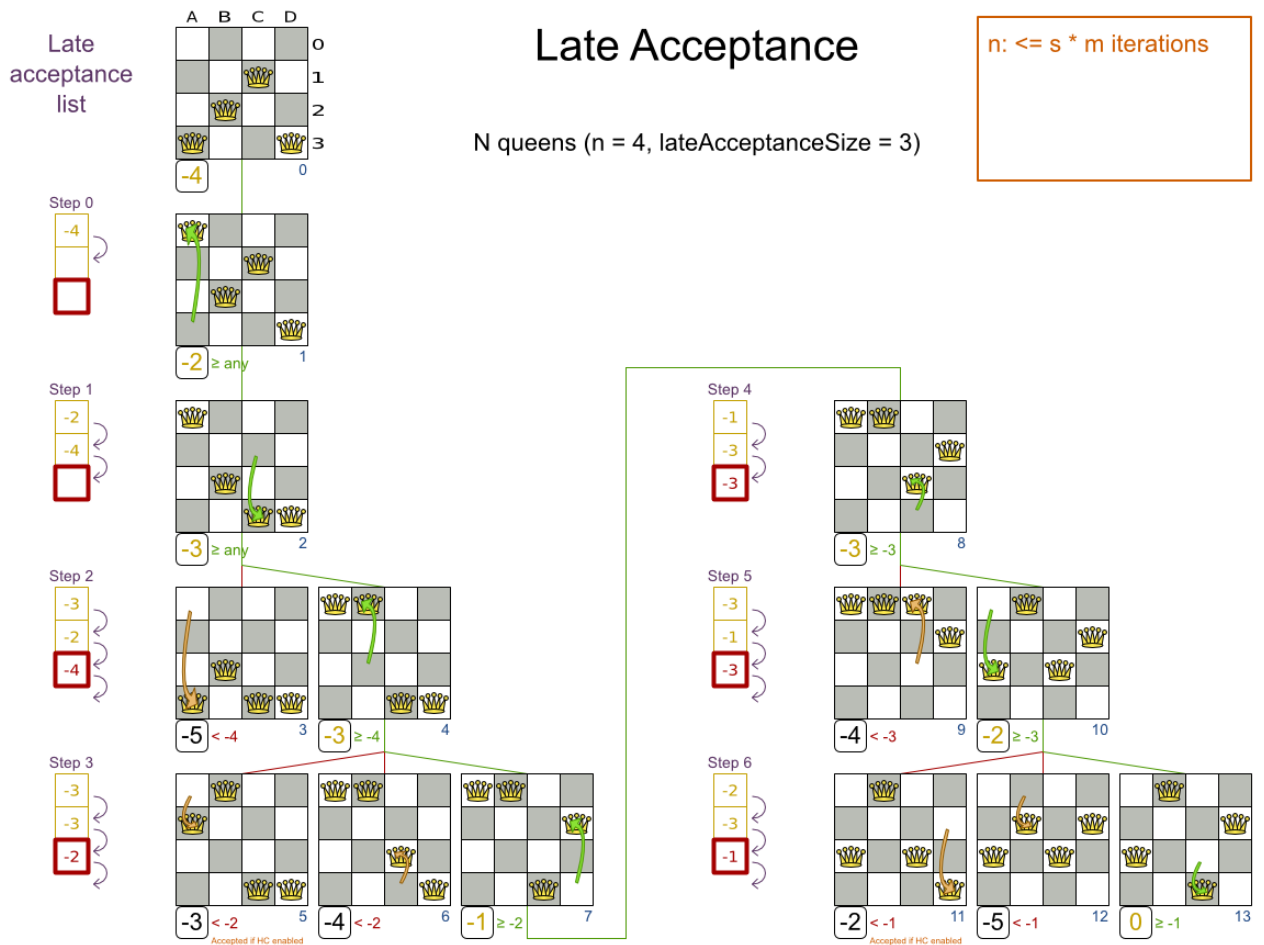 Late
acceptance
list
A B C D
0
1
2
3
-4
0
Late Acceptance
N queens (n = 4, lateAcceptanceSize = 3)
n: <= s * m iterations
Step 0
-4
-2 ≥ any
1
Step 1
-2
-4
-3 ≥ any
2
Step 2
-3
-2
-4
-5 < -4
3
-3 ≥ -4
4
Step 3
-3
-3
-2
-3 < -2
5
Accepted if HC enabled
-4 < -2
6
-1 ≥ -2
7
Step 4
-1
-3
-3
-3 ≥ -3
8
Step 5
-3
-1
-3
-4 < -3
9
-2 ≥ -3
10
Step 6
-2
-3
-1
-2 < -1
11
Accepted if HC enabled
-5 < -1
12
0 ≥ -1
13